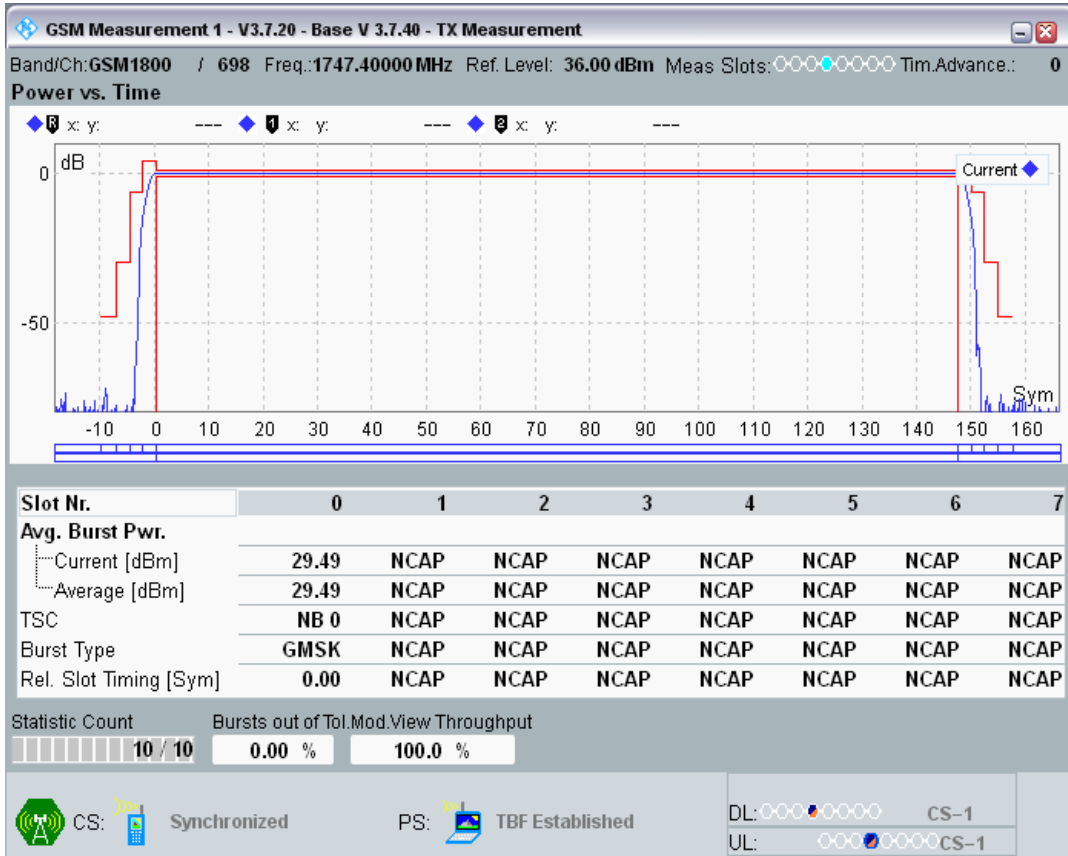 GSM Measurement 1 - V3.7.20 - Base V 3.7.40 - TX Measurement
Band/Ch:GSM1800 / 698 Freq.:1747.40000 MHz Ref. Level: 36.00 dBm Meas Slots: Tim.Advance.: 0
Power vs. Time
R x: y: --- 1 x: y: --- 2 x: y: ---
dB
Current
0
-50
Sym
-10 0 10 20 30 40 50 60 70 80 90 100 110 120 130 140 150 160
Slot Nr. 0 1 2 3 4 5 6 7
Avg. Burst Pwr.
Current [dBm] 29.49 NCAP NCAP NCAP NCAP NCAP NCAP NCAP
Average [dBm] 29.49 NCAP NCAP NCAP NCAP NCAP NCAP NCAP
TSC NB 0 NCAP NCAP NCAP NCAP NCAP NCAP NCAP
Burst Type GMSK NCAP NCAP NCAP NCAP NCAP NCAP NCAP
Rel. Slot Timing [Sym] 0.00 NCAP NCAP NCAP NCAP NCAP NCAP NCAP
Statistic Count Bursts out of Tol.Mod.View Throughput
10 / 10 0.00 % 100.0 %
CS: Synchronized PS: TBF Established DL: CS-1
UL: CS-1